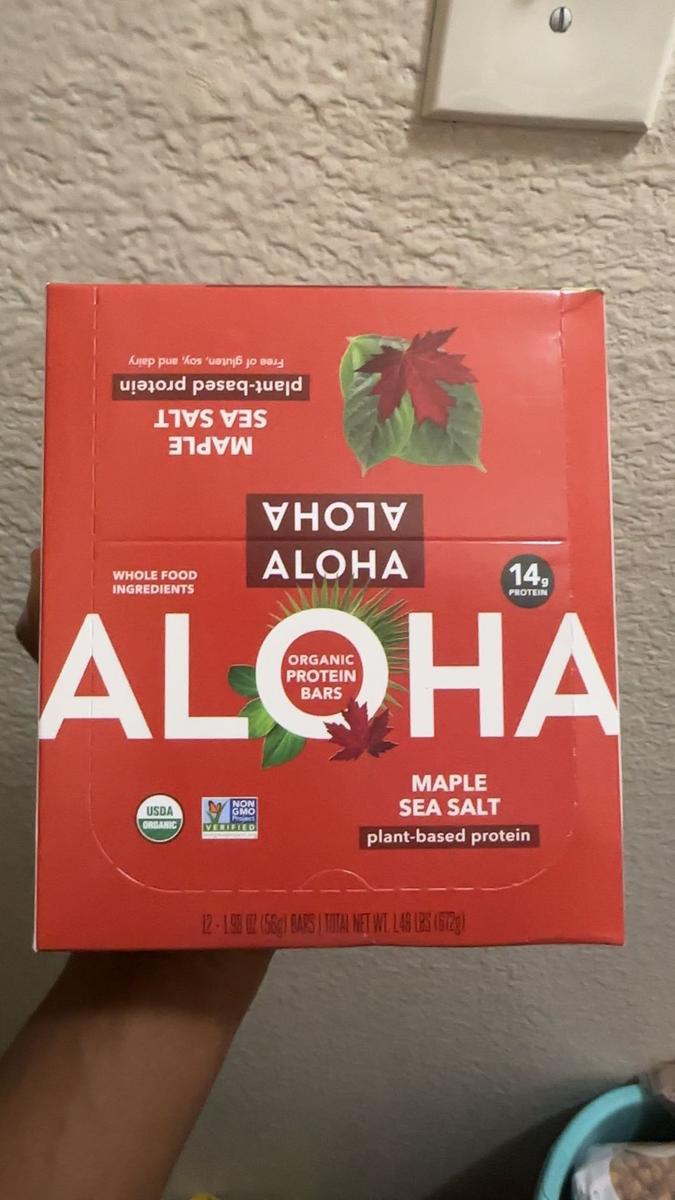 Free of gluten, soy, and dairy
plant-based protein
MAPLE
SEA SALT
ALOHA
ALOHA
WHOLE FOOD
INGREDIENTS
14g
PROTEIN
ALOHA
ORGANIC
PROTEIN
BARS
MAPLE
SEA SALT
plant-based protein
USDA
ORGANIC
NON
GMO
Project
VERIFIED
12 - 1.98 OZ (56g) BARS | TOTAL NET WT. 1.48 LBS (672g)